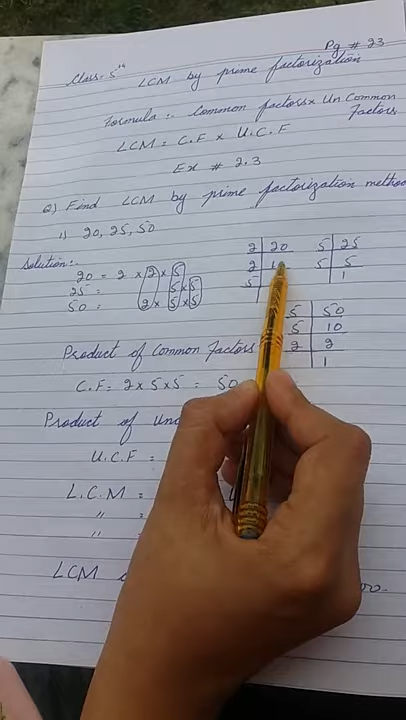 Pg # 23
Class:- 5th
LCM by prime factorization
Formula:- Common factors x Un Common Factors
LCM = C.F x U.C.F
Ex # 2.3
Q) Find LCM by prime factorization method
i) 20, 25, 50
Solution:-
20 = 2 x 2 x 5
25 = 5 x 5
50 = 2 x 5 x 5
2 | 20
2 | 1
5 |
5 | 25
5 | 5
1
5 | 50
5 | 10
2 | 2
1
Product of Common Factors
C.F = 2 x 5 x 5 = 50
Product of
U.C.F =
L.C.M =
" =
" =
LCM